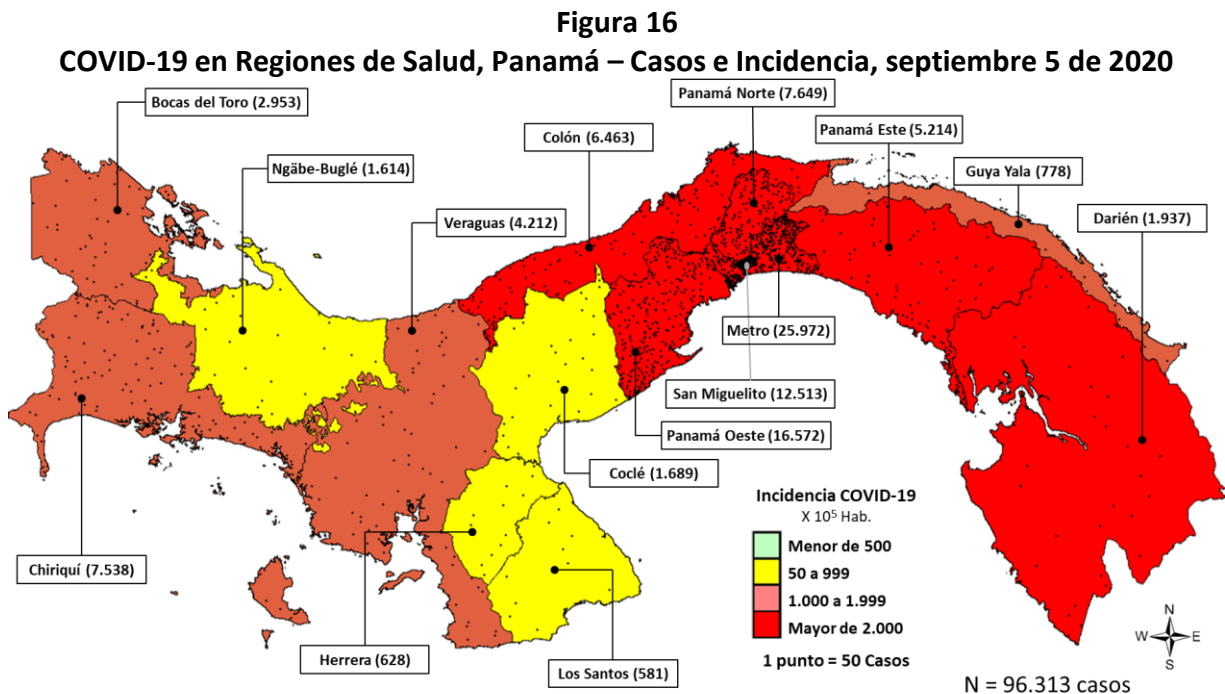 Figura 16
COVID-19 en Regiones de Salud, Panamá – Casos e Incidencia, septiembre 5 de 2020
Bocas del Toro (2.953)
Panamá Norte (7.649)
Colón (6.463)
Panamá Este (5.214)
Ngäbe-Buglé (1.614)
Guya Yala (778)
Veraguas (4.212)
Darién (1.937)
Metro (25.972)
San Miguelito (12.513)
Panamá Oeste (16.572)
Coclé (1.689)
Chiriquí (7.538)
Herrera (628)
Los Santos (581)
Incidencia COVID-19
X 10⁵ Hab.
Menor de 500
50 a 999
1.000 a 1.999
Mayor de 2.000
1 punto = 50 Casos
N
W E
S
N = 96.313 casos